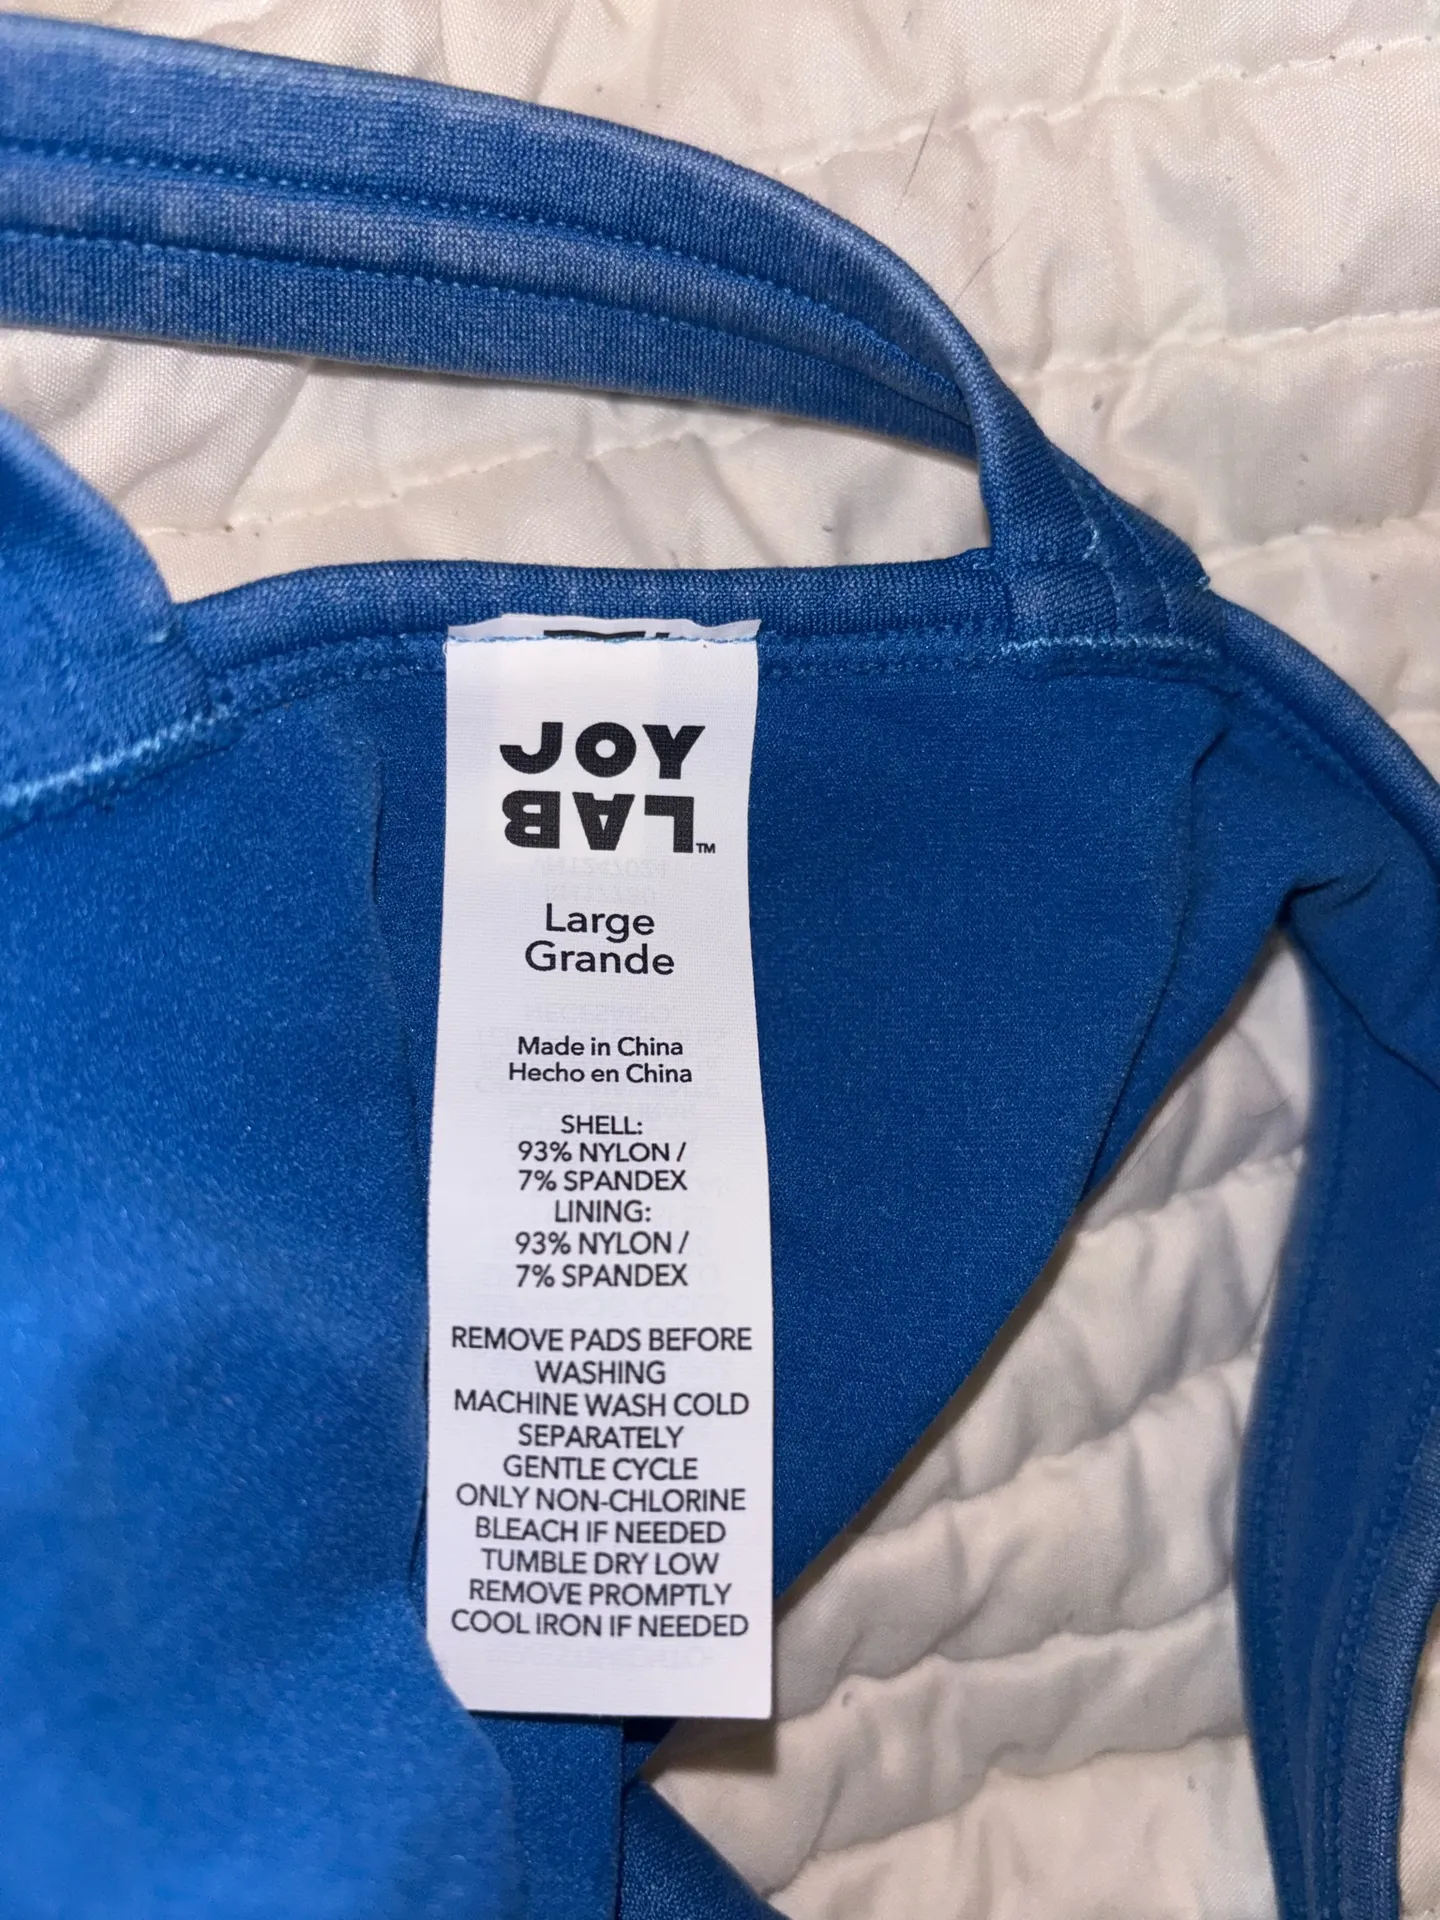 JOY
LAB™
Large
Grande
Made in China
Hecho en China
SHELL:
93% NYLON /
7% SPANDEX
LINING:
93% NYLON /
7% SPANDEX
REMOVE PADS BEFORE
WASHING
MACHINE WASH COLD
SEPARATELY
GENTLE CYCLE
ONLY NON-CHLORINE
BLEACH IF NEEDED
TUMBLE DRY LOW
REMOVE PROMPTLY
COOL IRON IF NEEDED